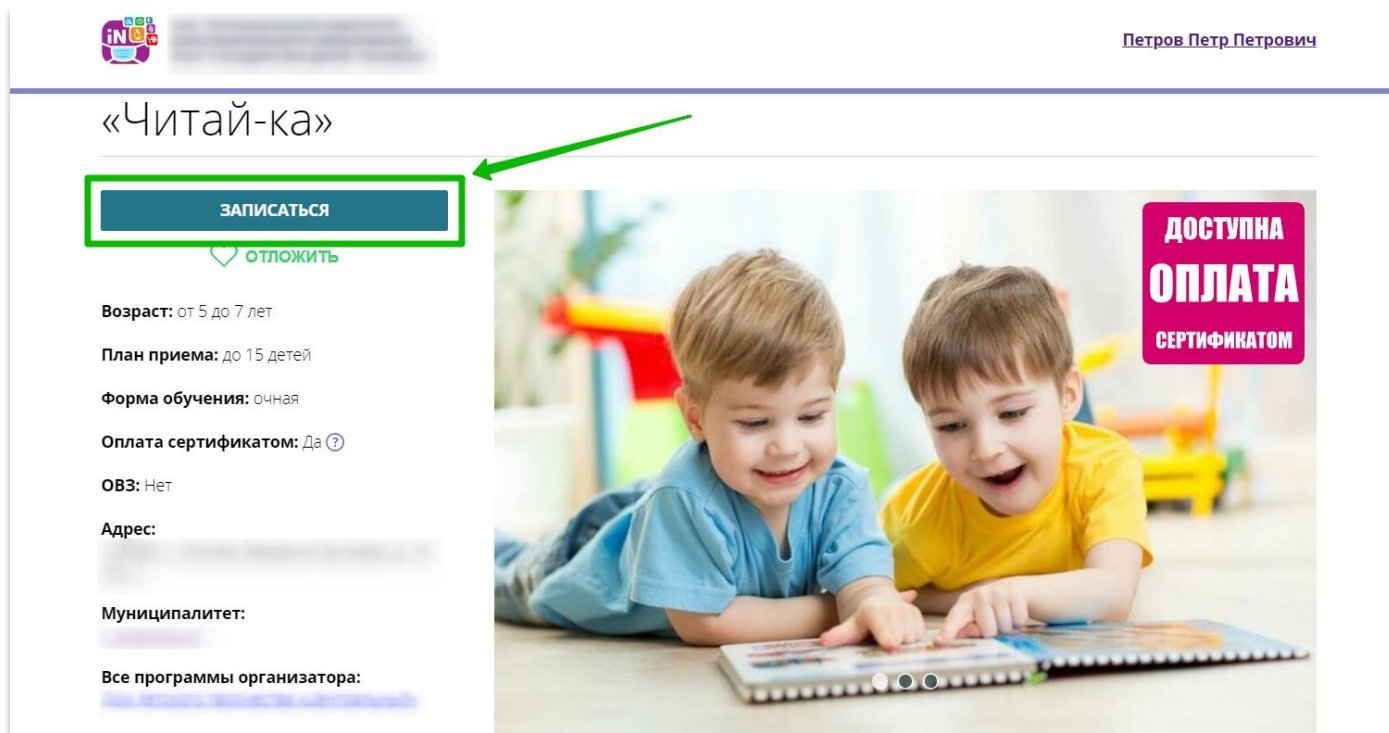 iN
Петров Петр Петрович
«Читай-ка»
ЗАПИСАТЬСЯ
ОТЛОЖИТЬ
Возраст: от 5 до 7 лет
План приема: до 15 детей
Форма обучения: очная
Оплата сертификатом: Да ?
ОВЗ: Нет
Адрес:
Муниципалитет:
Все программы организатора:
ДОСТУПНА
ОПЛАТА
СЕРТИФИКАТОМ